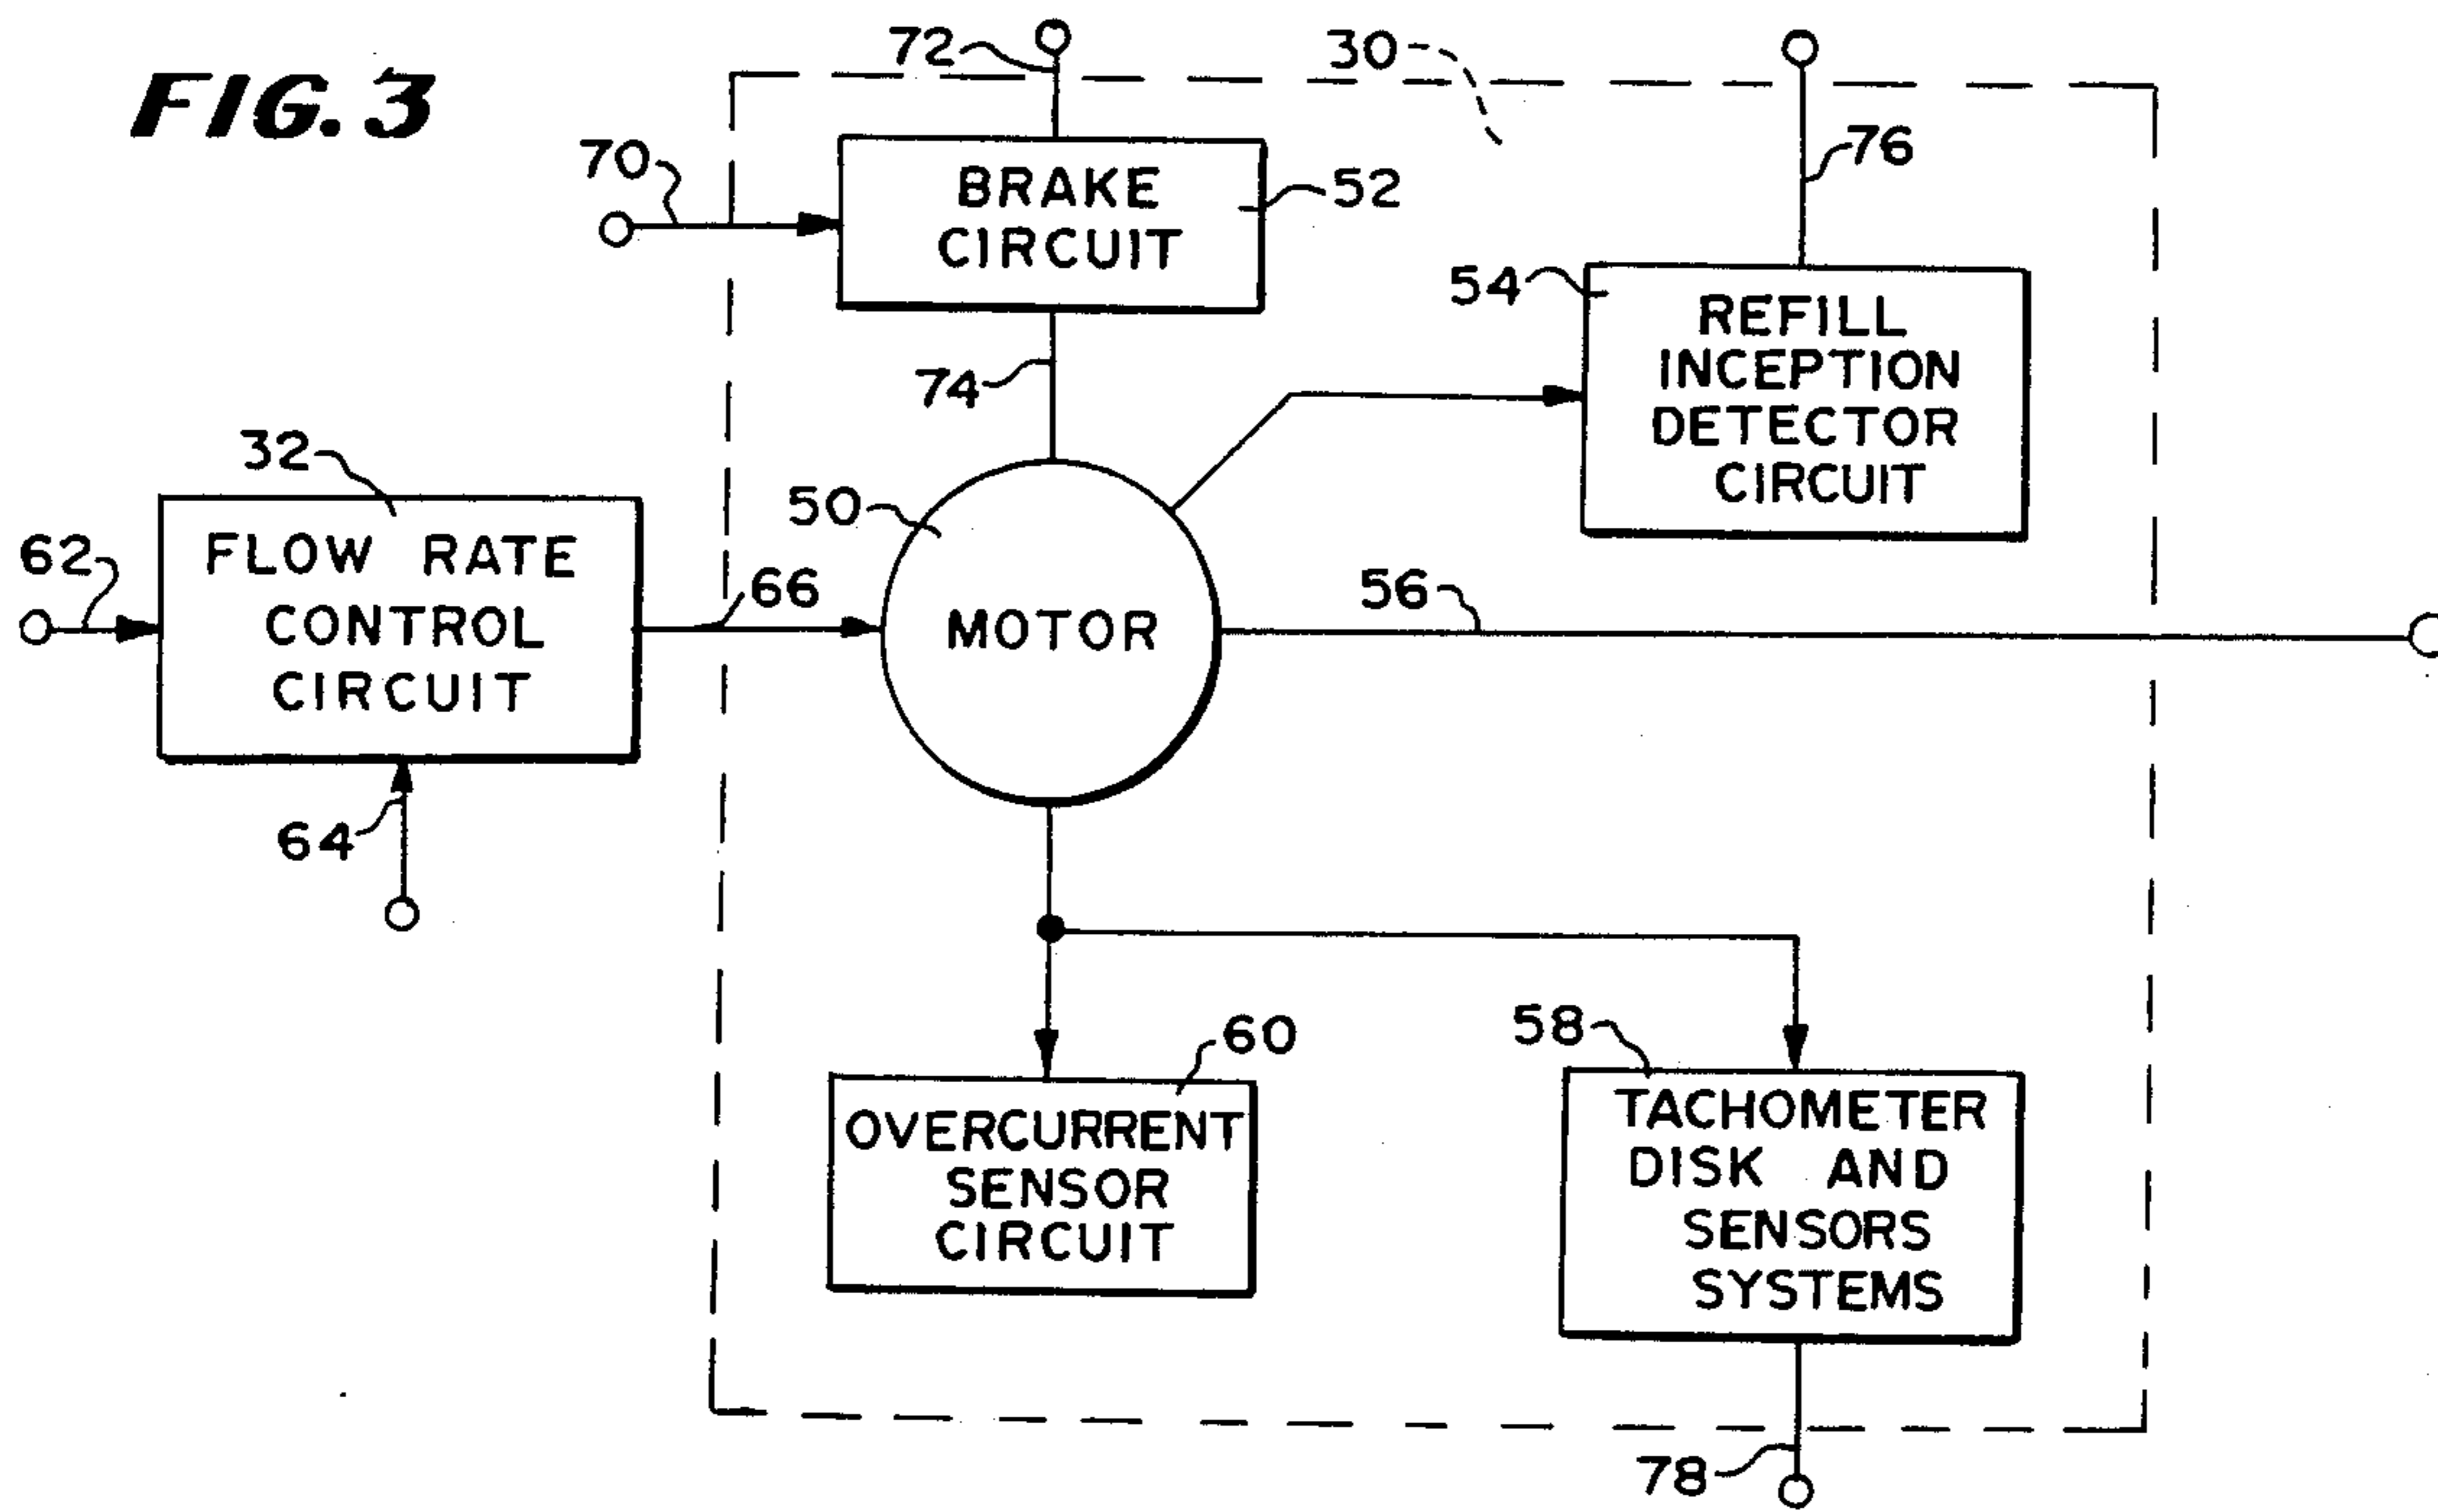 FIG. 3
72
30
70
76
BRAKE
CIRCUIT
52
54
REFILL
INCEPTION
DETECTOR
CIRCUIT
74
32
50
62
FLOW RATE
CONTROL
CIRCUIT
66
MOTOR
56
64
60
58
OVERCURRENT
SENSOR
CIRCUIT
TACHOMETER
DISK AND
SENSORS
SYSTEMS
78